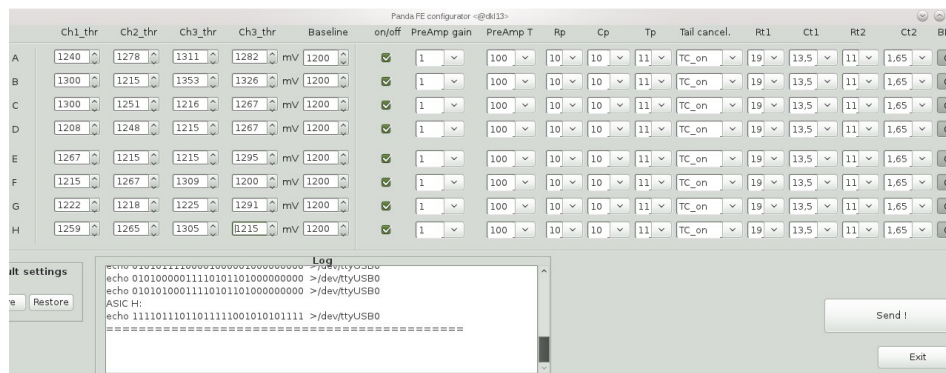 Panda FE configurator <@dkl13>
Ch1_thr Ch2_thr Ch3_thr Ch3_thr Baseline on/off PreAmp gain PreAmp T Rp Cp Tp Tail cancel. Rt1 Ct1 Rt2 Ct2
A 1240 1278 1311 1282 mV 1200 1 100 10 10 11 TC_on 19 13,5 11 1,65
B 1300 1215 1353 1326 mV 1200 1 100 10 10 11 TC_on 19 13,5 11 1,65
C 1300 1251 1216 1267 mV 1200 1 100 10 10 11 TC_on 19 13,5 11 1,65
D 1208 1248 1215 1267 mV 1200 1 100 10 10 11 TC_on 19 13,5 11 1,65
E 1267 1215 1215 1295 mV 1200 1 100 10 10 11 TC_on 19 13,5 11 1,65
F 1215 1267 1309 1200 mV 1200 1 100 10 10 11 TC_on 19 13,5 11 1,65
G 1222 1218 1225 1291 mV 1200 1 100 10 10 11 TC_on 19 13,5 11 1,65
H 1259 1265 1305 1215 mV 1200 1 100 10 10 11 TC_on 19 13,5 11 1,65
ult settings
Restore
Log
echo 0101000001111010110100000000 >/dev/ttyUSB0
echo 0101010001111010110100000000 >/dev/ttyUSB0
ASIC H:
echo 11110111011011111001010101111 >/dev/ttyUSB0
============================================
Send !
Exit